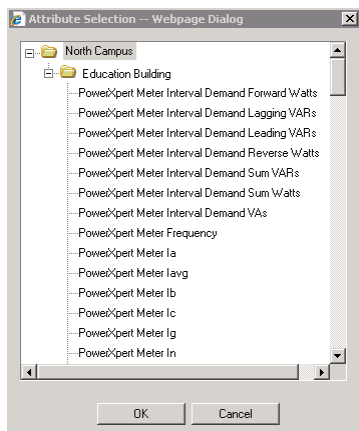 Attribute Selection -- Webpage Dialog
North Campus
Education Building
PowerXpert Meter Interval Demand Forward Watts
PowerXpert Meter Interval Demand Lagging VARs
PowerXpert Meter Interval Demand Leading VARs
PowerXpert Meter Interval Demand Reverse Watts
PowerXpert Meter Interval Demand Sum VARs
PowerXpert Meter Interval Demand Sum Watts
PowerXpert Meter Interval Demand VAs
PowerXpert Meter Frequency
PowerXpert Meter Ia
PowerXpert Meter Iavg
PowerXpert Meter Ib
PowerXpert Meter Ic
PowerXpert Meter Ig
PowerXpert Meter In
OK Cancel